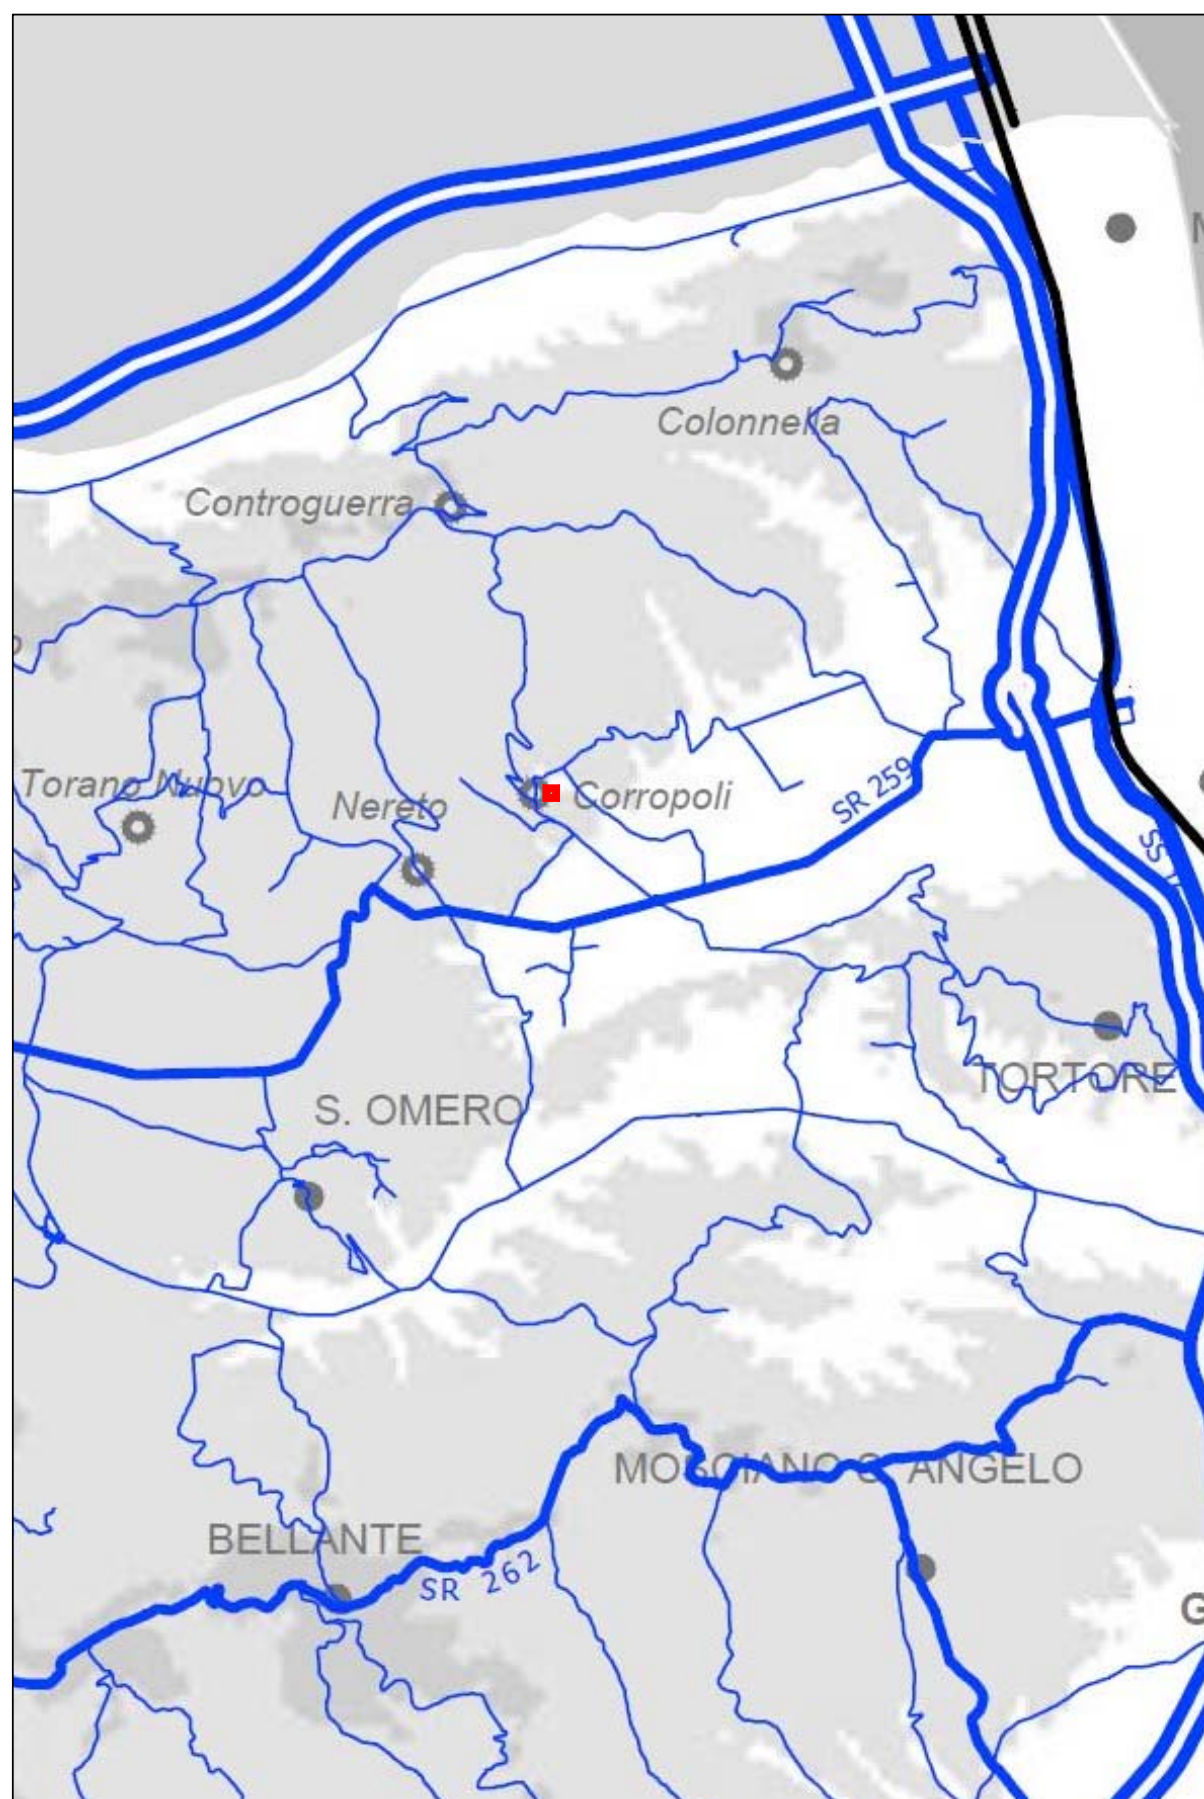 Colonnella
Controguerra
Torano Nuovo
Nereto
Corropoli
SR 259
TORTORE
S. OMERO
MOSCIANO S. ANGELO
BELLANTE
SR 262
G